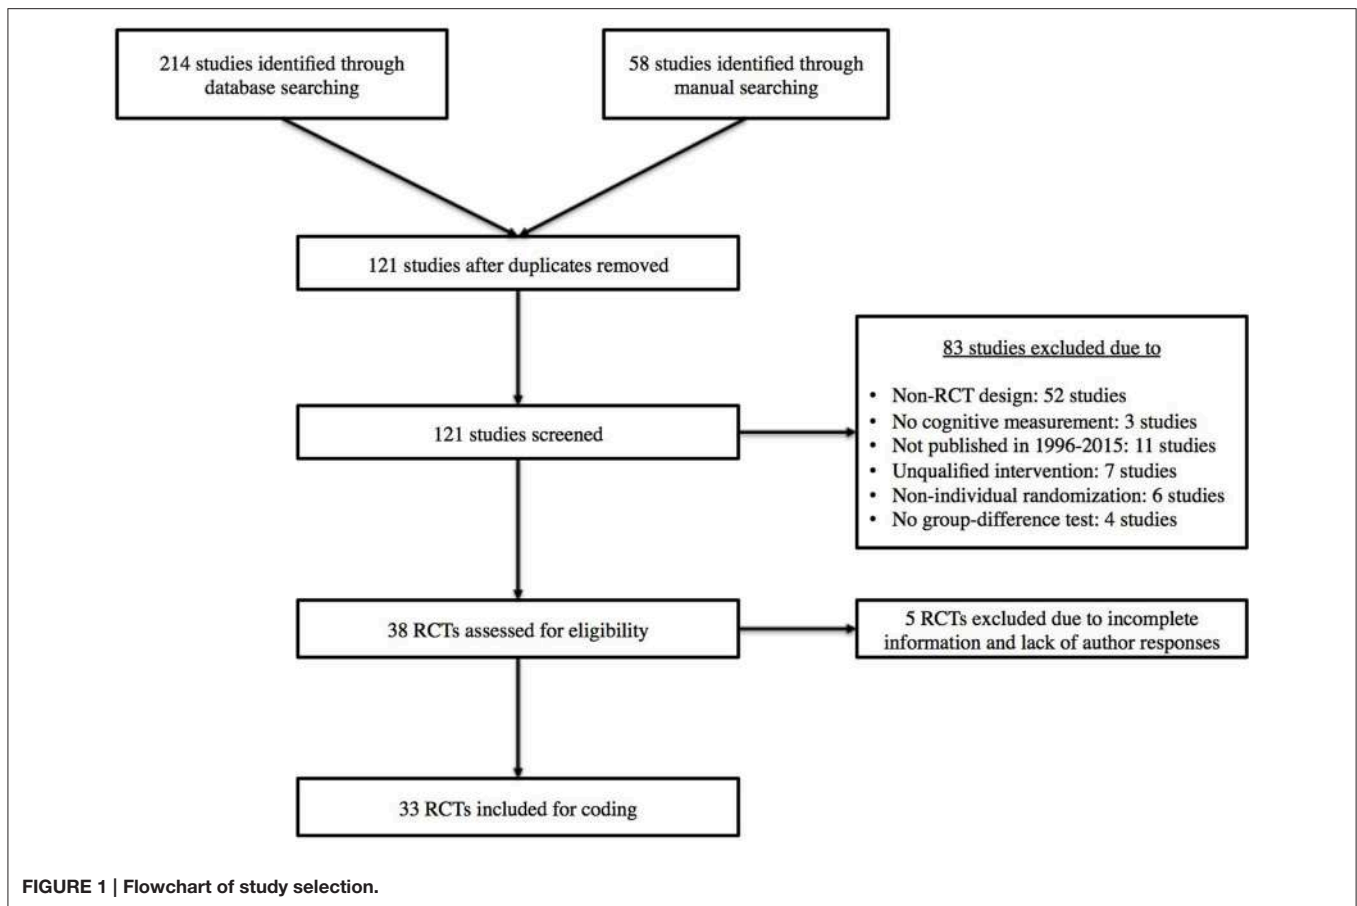 214 studies identified through
database searching
58 studies identified through
manual searching
121 studies after duplicates removed
83 studies excluded due to
• Non-RCT design: 52 studies
• No cognitive measurement: 3 studies
• Not published in 1996-2015: 11 studies
• Unqualified intervention: 7 studies
• Non-individual randomization: 6 studies
• No group-difference test: 4 studies
121 studies screened
38 RCTs assessed for eligibility
5 RCTs excluded due to incomplete
information and lack of author responses
33 RCTs included for coding
FIGURE 1 | Flowchart of study selection.